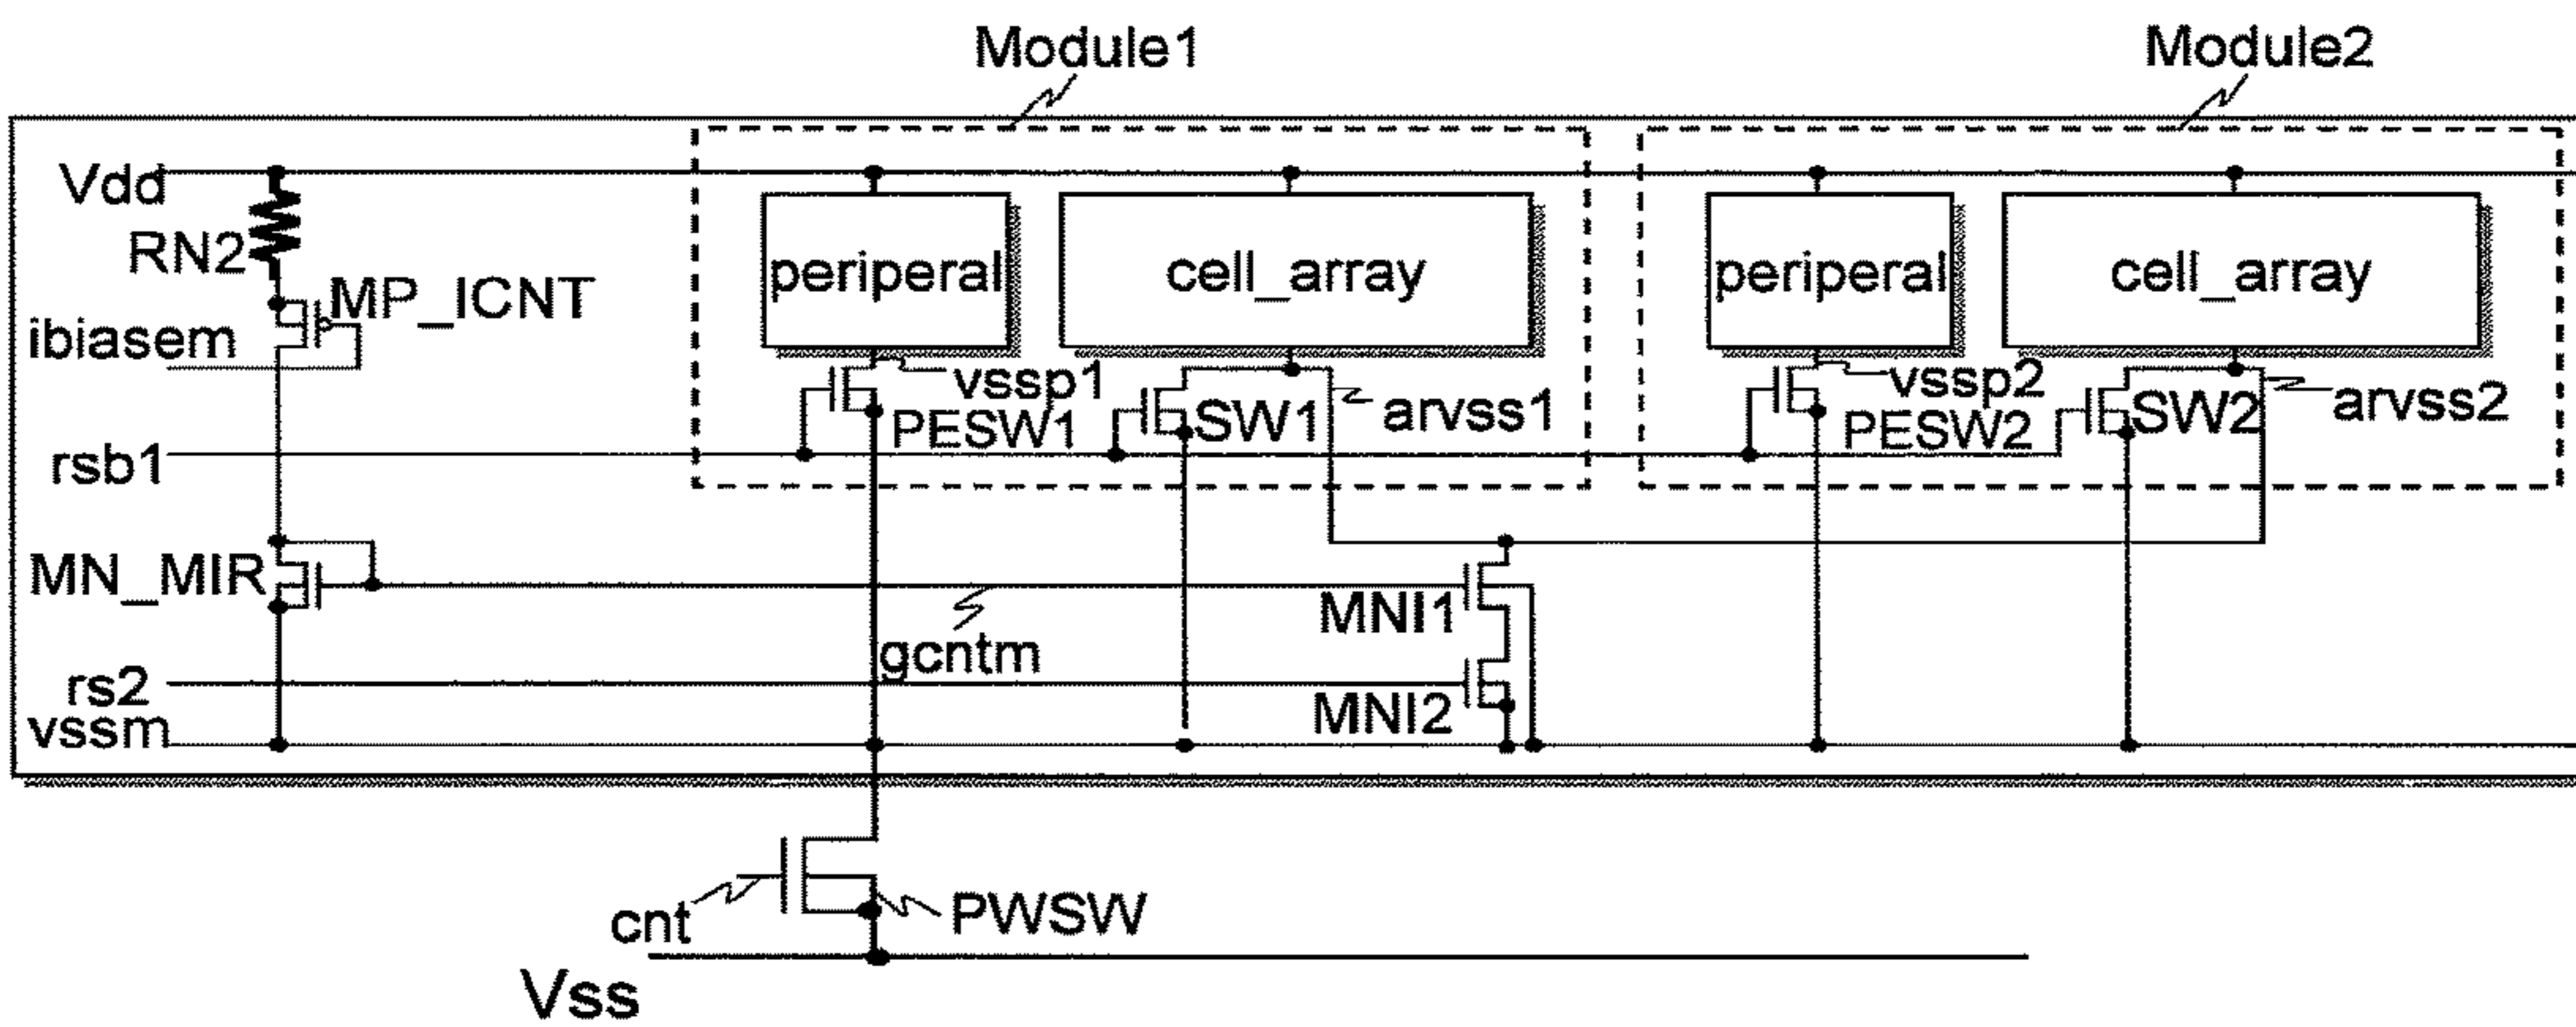 Module1
Module2
Vdd
RN2
MP_ICNT
ibiasem
periperal
cell_array
periperal
cell_array
vssp1
PESW1
SW1
arvss1
vssp2
PESW2
SW2
arvss2
rsb1
MN_MIR
MNI1
gcntm
rs2
MNI2
vssm
cnt
PWSW
Vss